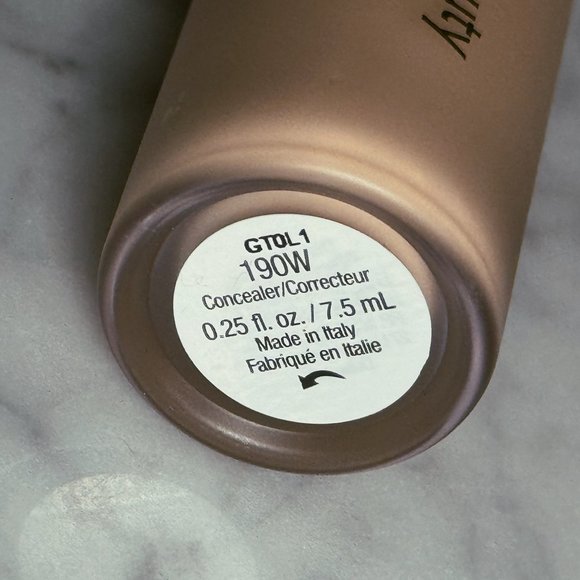 GT0L1
190W
Concealer/Correcteur
0.25 fl. oz. / 7.5 mL
Made in Italy
Fabriqué en Italie